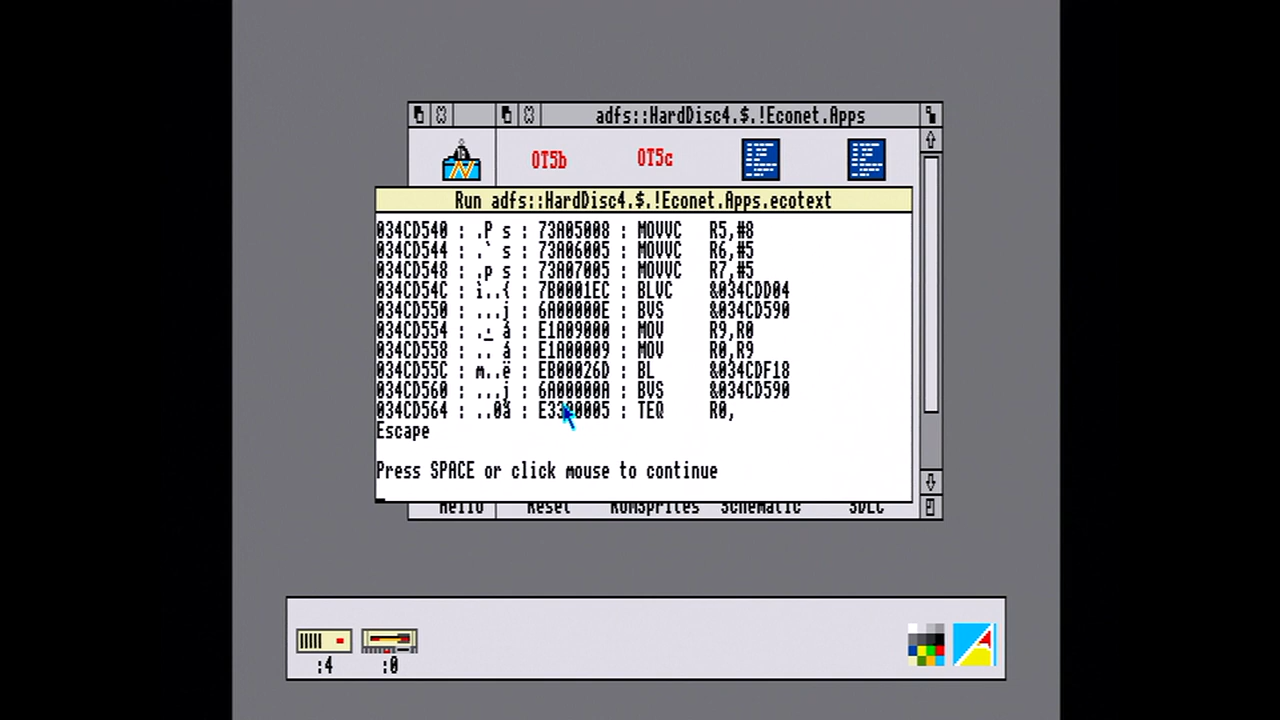 adfs::HardDisc4.$.!Econet.Apps
OT5b OT5c
Run adfs::HardDisc4.$.!Econet.Apps.ecotext
034CD540 : .P s : 73A05008 : MOVVC R5,#8
034CD544 : .` s : 73A06005 : MOVVC R6,#5
034CD548 : .p s : 73A07005 : MOVVC R7,#5
034CD54C : ì..{ : 7B0001EC : BLVC &034CDD04
034CD550 : ...j : 6A00000E : BVS &034CD590
034CD554 : . á : E1A09000 : MOV R9,R0
034CD558 : .. á : E1A00009 : MOV R0,R9
034CD55C : m..ë : EB00026D : BL &034CDF18
034CD560 : ...j : 6A00000A : BVS &034CD590
034CD564 : ..0ã : E3300005 : TEQ R0,
Escape
Press SPACE or click mouse to continue
Hello Reset ROMSprites Schematic SDLC
:4 :0